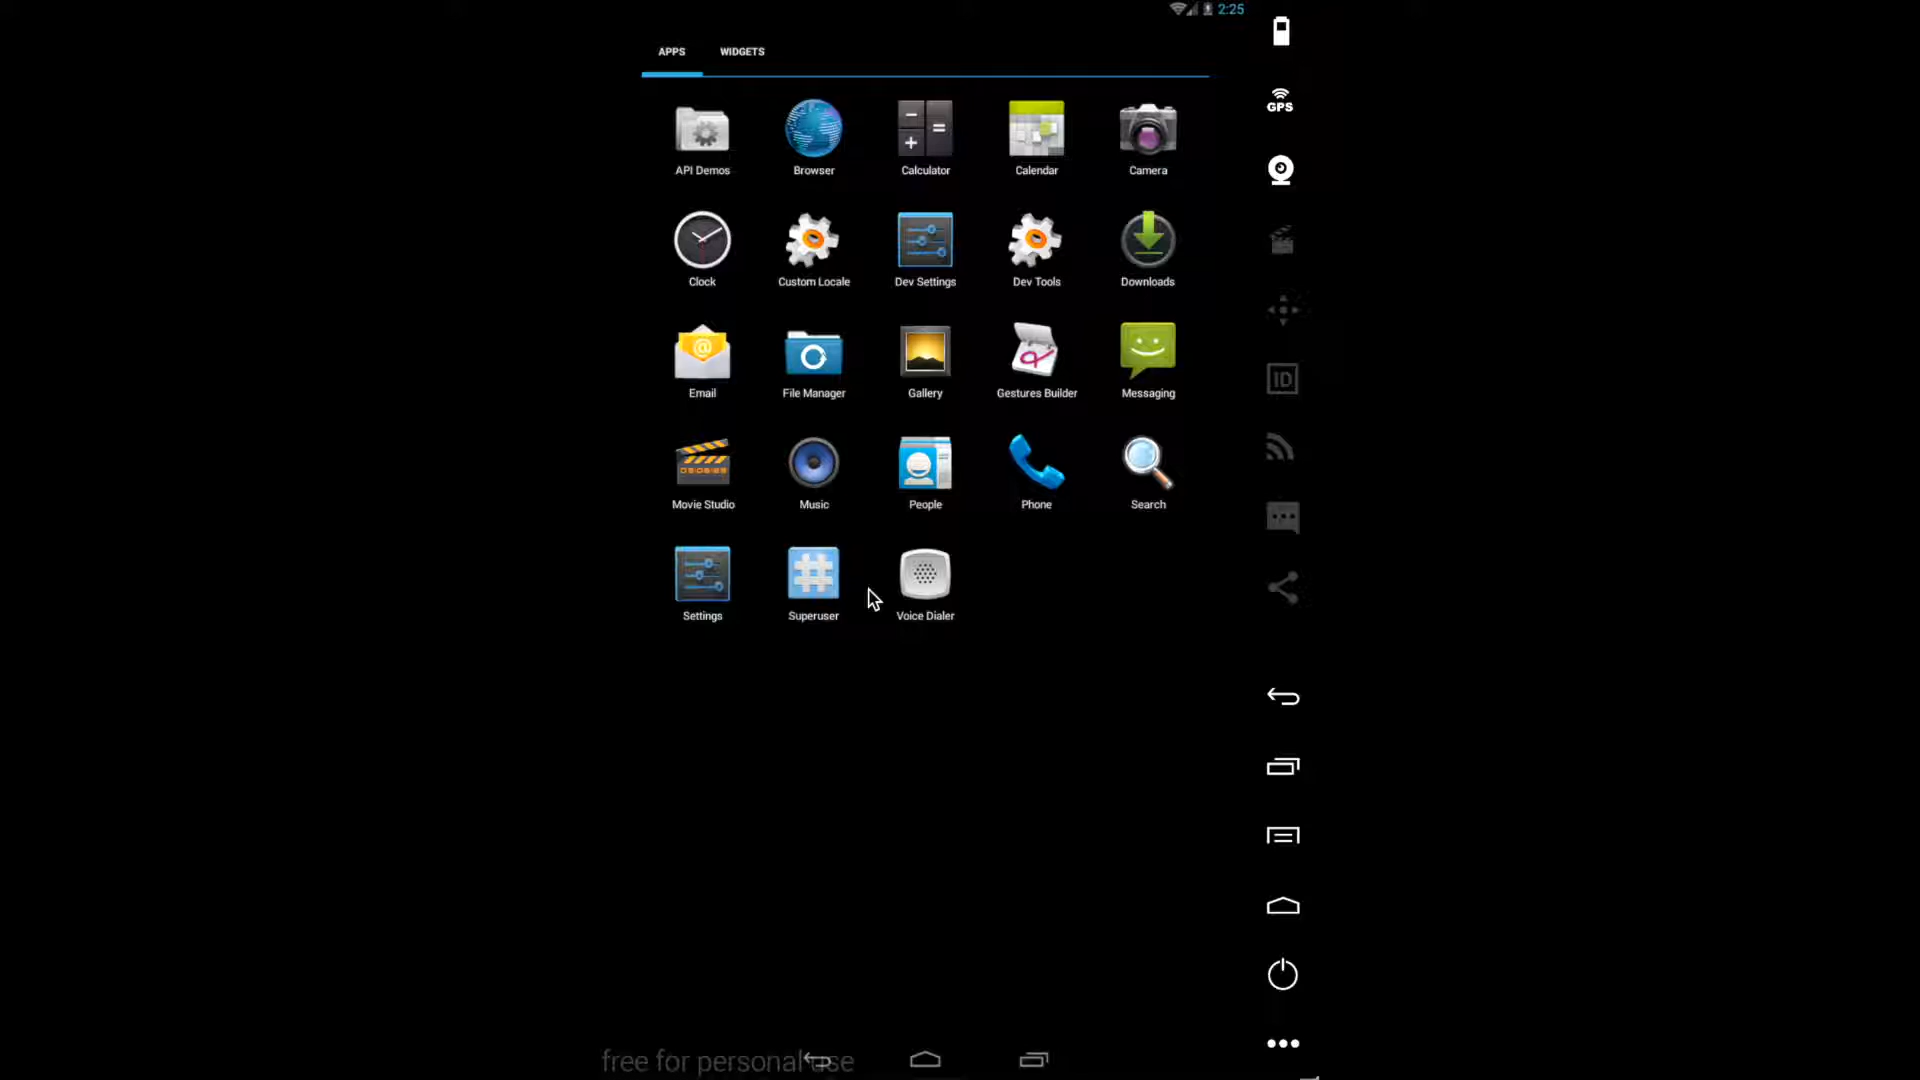 2:25
GPS
APPS WIDGETS
API Demos Browser Calculator Calendar Camera
Clock Custom Locale Dev Settings Dev Tools Downloads
Email File Manager Gallery Gestures Builder Messaging
ID
Movie Studio Music People Phone Search
Settings Superuser Voice Dialer
free for personal use